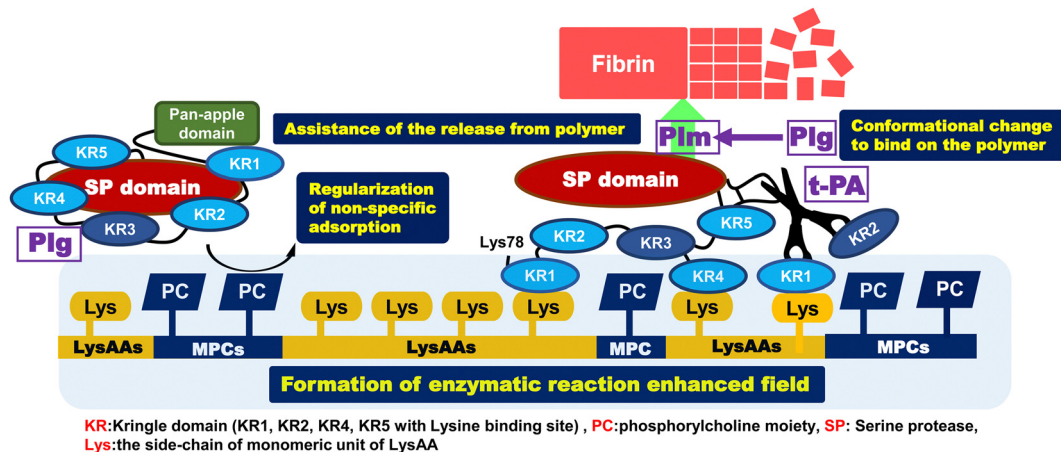 Fibrin
Pan-apple
domain
Assistance of the release from polymer
Plm
Plg
Conformational change
to bind on the polymer
KR5
KR1
SP domain
KR4
KR2
KR3
Plg
Regularization
of non-specific
adsorption
SP domain
t-PA
KR5
KR2
Lys78
KR2
KR3
KR1
KR4
KR1
Lys
PC
PC
Lys
Lys
Lys
Lys
PC
Lys
Lys
PC
PC
LysAAs
MPCs
LysAAs
MPC
LysAAs
MPCs
Formation of enzymatic reaction enhanced field
KR:Kringle domain (KR1, KR2, KR4, KR5 with Lysine binding site) , PC:phosphorylcholine moiety, SP: Serine protease,
Lys:the side-chain of monomeric unit of LysAA